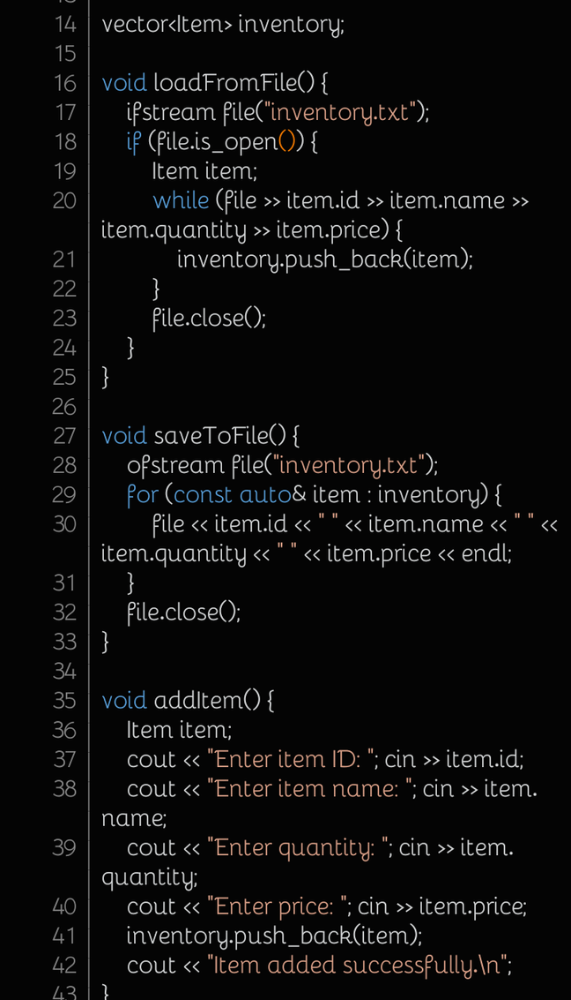 14 vector<Item> inventory;
15
16 void loadFromFile() {
17 ifstream file("inventory.txt");
18 if (file.is_open()) {
19 Item item;
20 while (file >> item.id >> item.name >>
item.quantity >> item.price) {
21 inventory.push_back(item);
22 }
23 file.close();
24 }
25 }
26
27 void saveToFile() {
28 ofstream file("inventory.txt");
29 for (const auto& item : inventory) {
30 file << item.id << " " << item.name << " " <<
item.quantity << " " << item.price << endl;
31 }
32 file.close();
33 }
34
35 void addItem() {
36 Item item;
37 cout << "Enter item ID: "; cin >> item.id;
38 cout << "Enter item name: "; cin >> item.
name;
39 cout << "Enter quantity: "; cin >> item.
quantity;
40 cout << "Enter price: "; cin >> item.price;
41 inventory.push_back(item);
42 cout << "Item added successfully.\n";
43 }